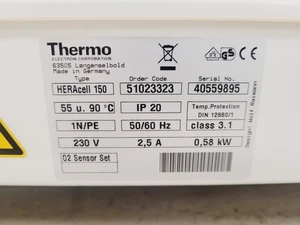 Thermo
ELECTRON CORPORATION
63505 Langenselbold
Made in Germany
Type Order Code Serial No.
HERAcell 150 51023323 40559895
55 u. 90 °C IP 20 Temp.Protection
DIN 12880/1
1N/PE 50/60 Hz class 3.1
230 V 2,5 A 0,58 kW
O2 Sensor Set